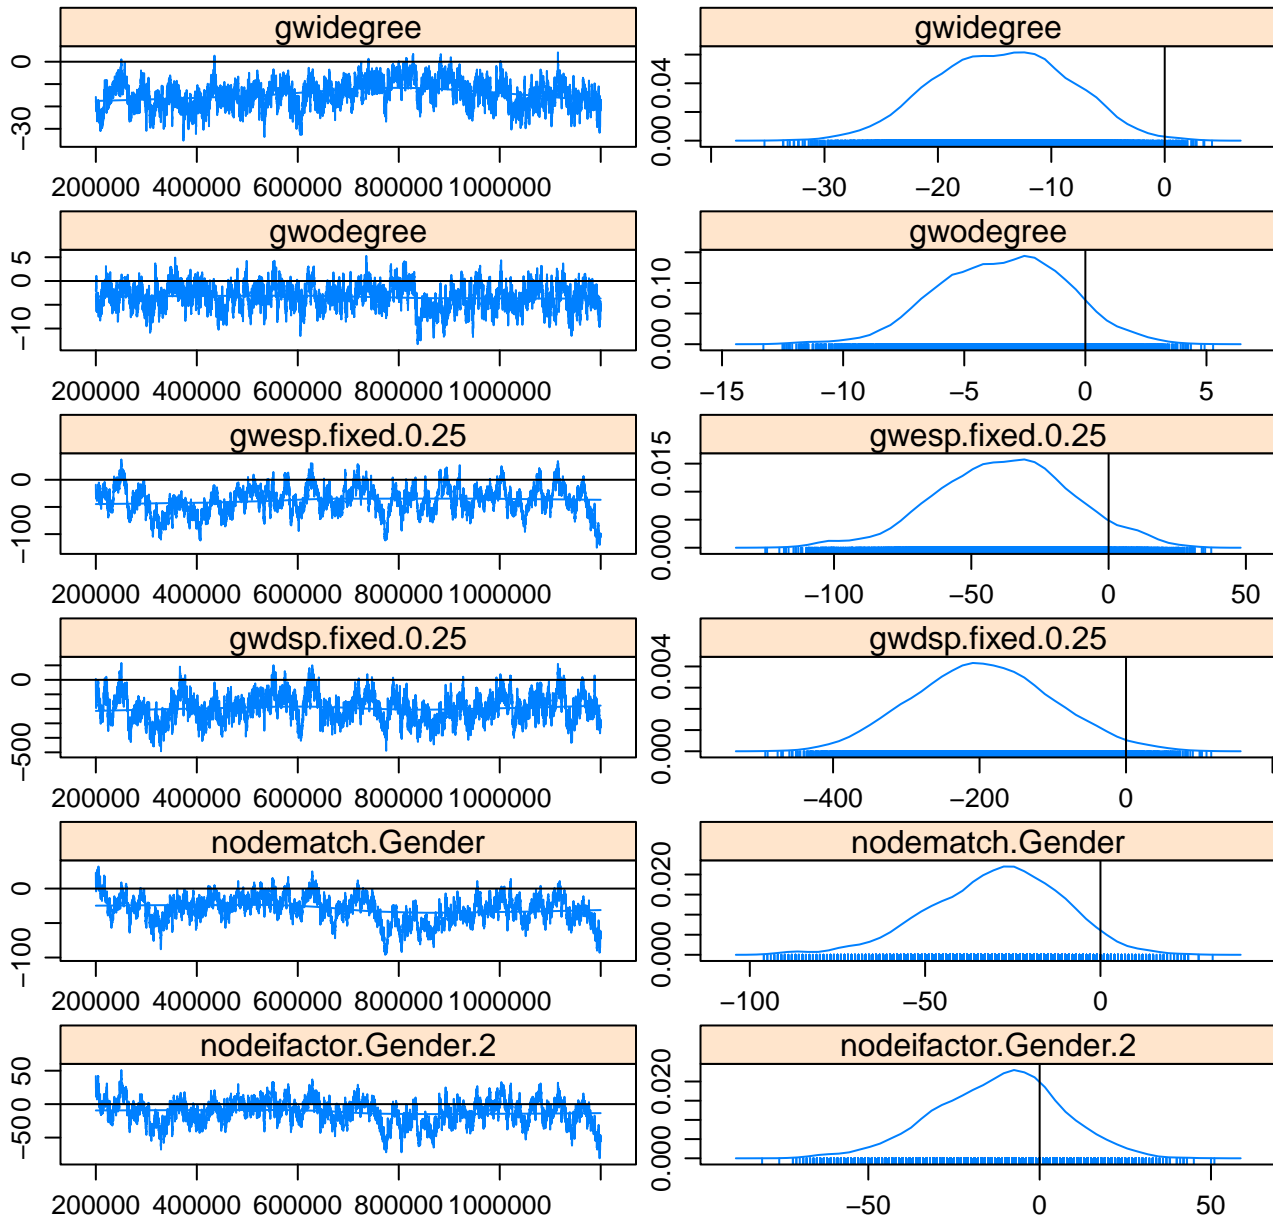 gwidegree gwidegree
0 −30 0.00 0.04
200000 400000 600000 800000 1000000 −30 −20 −10 0
gwodegree gwodegree
5 0 −10 0.00 0.10
200000 400000 600000 800000 1000000 −15 −10 −5 0 5
gwesp.fixed.0.25 gwesp.fixed.0.25
0 −100 0.000 0.015
200000 400000 600000 800000 1000000 −100 −50 0 50
gwdsp.fixed.0.25 gwdsp.fixed.0.25
0 −500 0.000 0.004
200000 400000 600000 800000 1000000 −400 −200 0
nodematch.Gender nodematch.Gender
0 −100 0.000 0.020
200000 400000 600000 800000 1000000 −100 −50 0
nodeifactor.Gender.2 nodeifactor.Gender.2
50 0 −50 0.000 0.020
200000 400000 600000 800000 1000000 −50 0 50